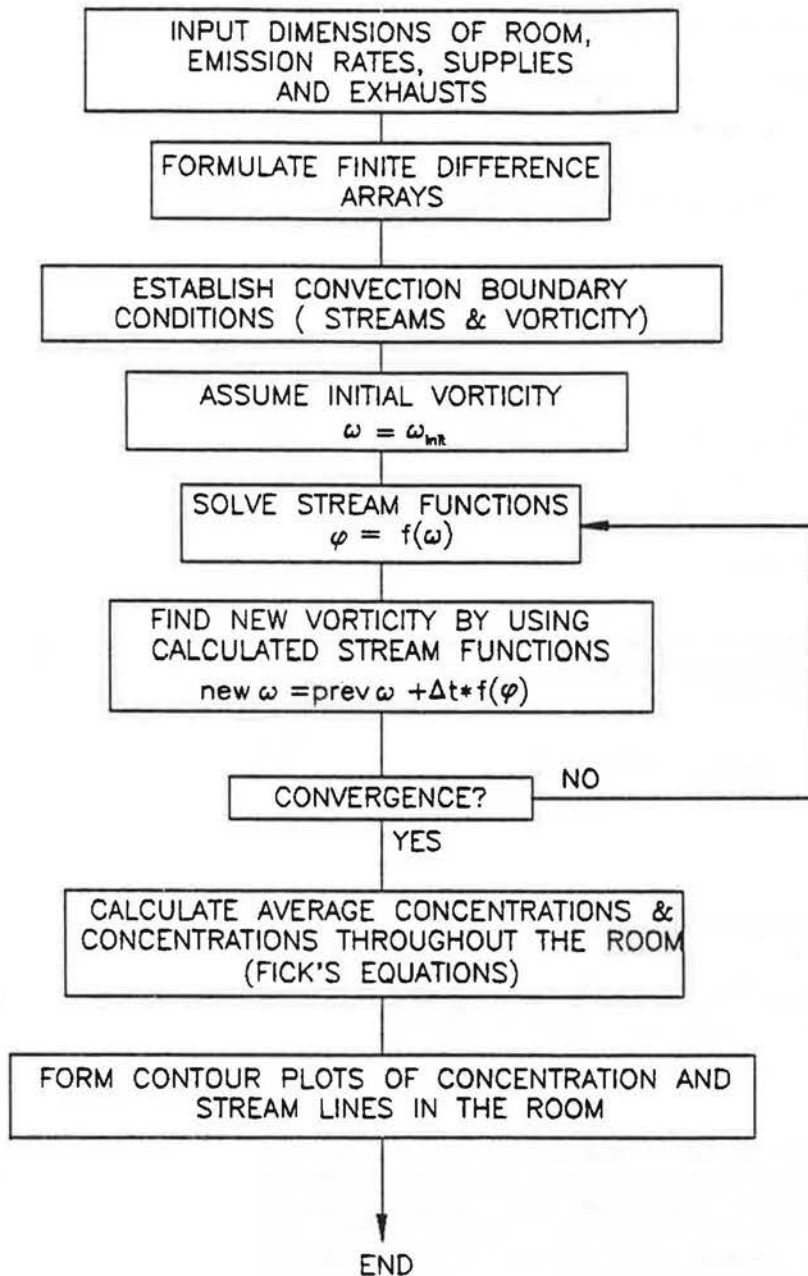 INPUT DIMENSIONS OF ROOM,
EMISSION RATES, SUPPLIES
AND EXHAUSTS
FORMULATE FINITE DIFFERENCE
ARRAYS
ESTABLISH CONVECTION BOUNDARY
CONDITIONS ( STREAMS & VORTICITY)
ASSUME INITIAL VORTICITY
ω = ω_init
SOLVE STREAM FUNCTIONS
φ = f(ω)
FIND NEW VORTICITY BY USING
CALCULATED STREAM FUNCTIONS
new ω =prev ω +Δt*f(φ)
CONVERGENCE?
NO
YES
CALCULATE AVERAGE CONCENTRATIONS &
CONCENTRATIONS THROUGHOUT THE ROOM
(FICK'S EQUATIONS)
FORM CONTOUR PLOTS OF CONCENTRATION AND
STREAM LINES IN THE ROOM
END